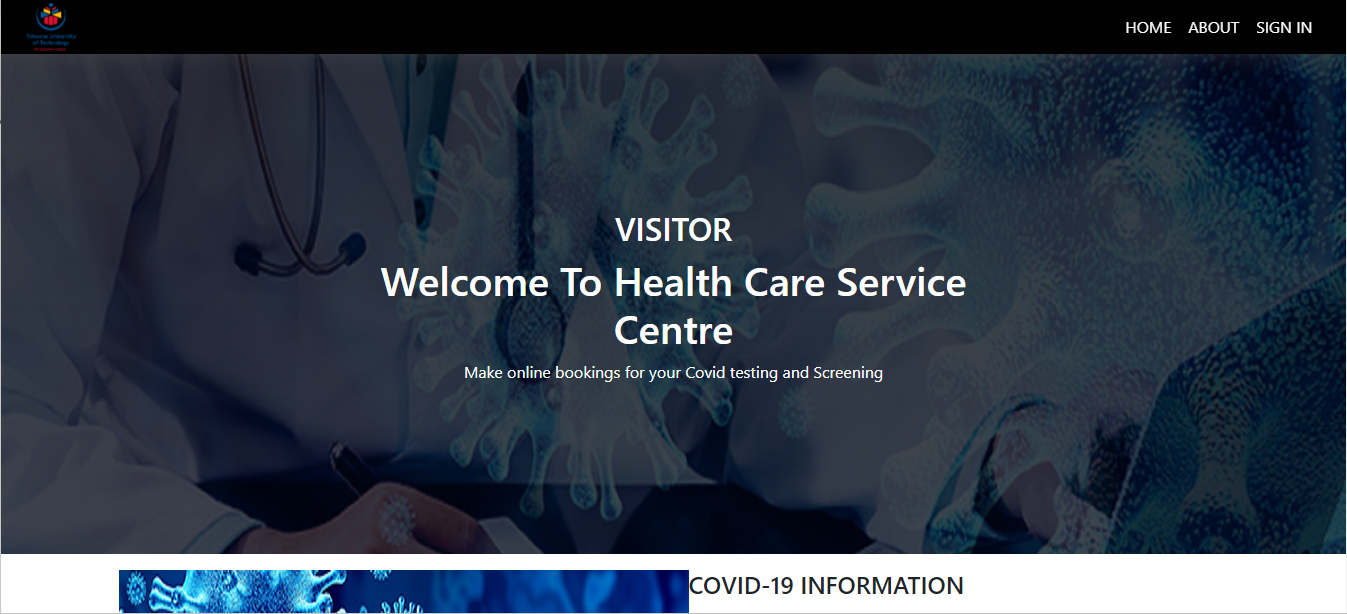 Tshwane University
of Technology
HOME ABOUT SIGN IN
VISITOR
Welcome To Health Care Service
Centre
Make online bookings for your Covid testing and Screening
COVID-19 INFORMATION